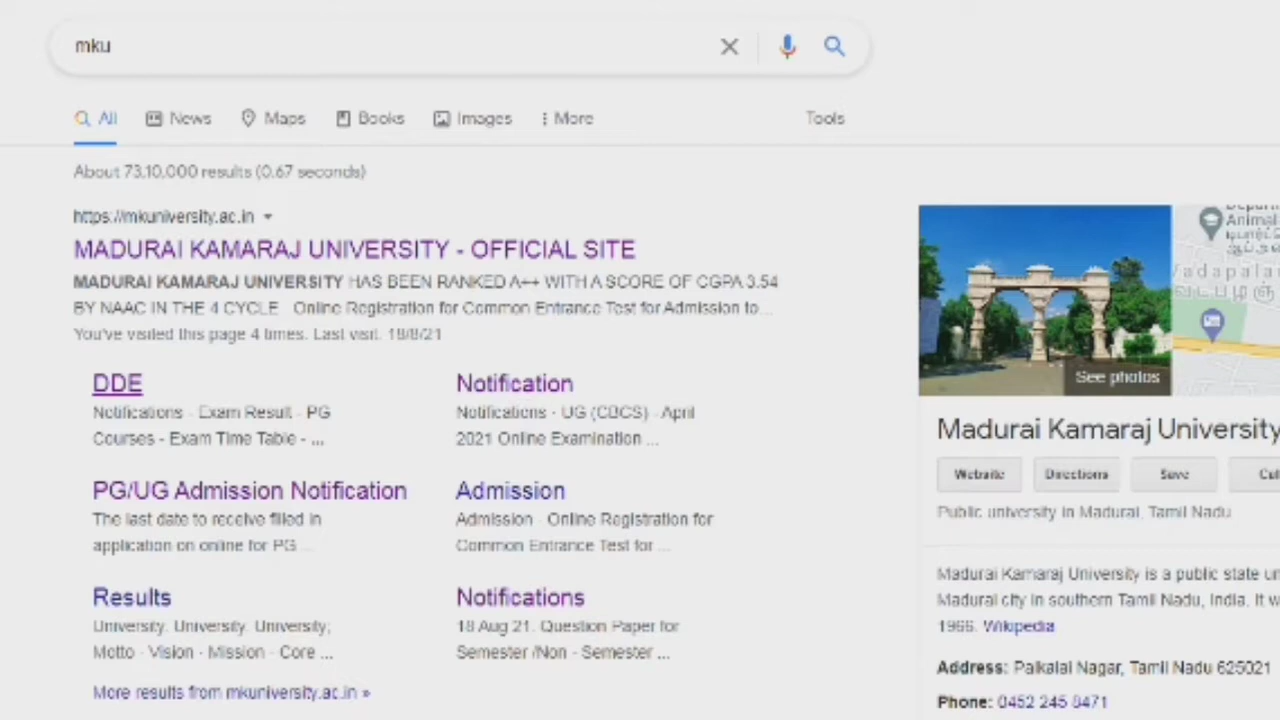 mku
All News Maps Books Images More Tools
About 73,10,000 results (0.67 seconds)
https://mkuniversity.ac.in
MADURAI KAMARAJ UNIVERSITY - OFFICIAL SITE
MADURAI KAMARAJ UNIVERSITY HAS BEEN RANKED A++ WITH A SCORE OF CGPA 3.54
BY NAAC IN THE 4 CYCLE Online Registration for Common Entrance Test for Admission to...
You've visited this page 4 times. Last visit: 18/8/21
DDE
Notifications - Exam Result - PG
Courses - Exam Time Table - ...
Notification
Notifications · UG (CBCS) - April
2021 Online Examination ...
PG/UG Admission Notification
The last date to receive filled in
application on online for PG ...
Admission
Admission · Online Registration for
Common Entrance Test for ...
Results
University. University. University;
Motto · Vision · Mission · Core ...
Notifications
18 Aug 21. Question Paper for
Semester /Non - Semester ...
More results from mkuniversity.ac.in »
Animal
See photos
Madurai Kamaraj University
Website Directions Save
Public university in Madurai, Tamil Nadu
Madurai Kamaraj University is a public state
Madurai city in southern Tamil Nadu, India. It
1966. Wikipedia
Address: Palkalai Nagar, Tamil Nadu 625021
Phone: 0452 245 8471